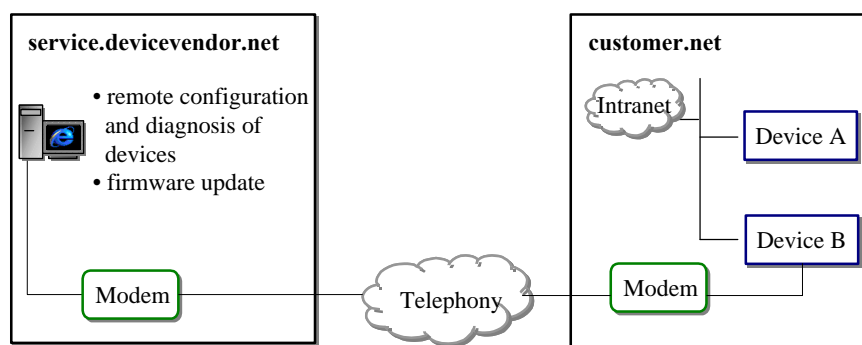 service.devicevendor.net
• remote configuration
and diagnosis of
devices
• firmware update
Modem
Telephony
customer.net
Intranet
Device A
Device B
Modem